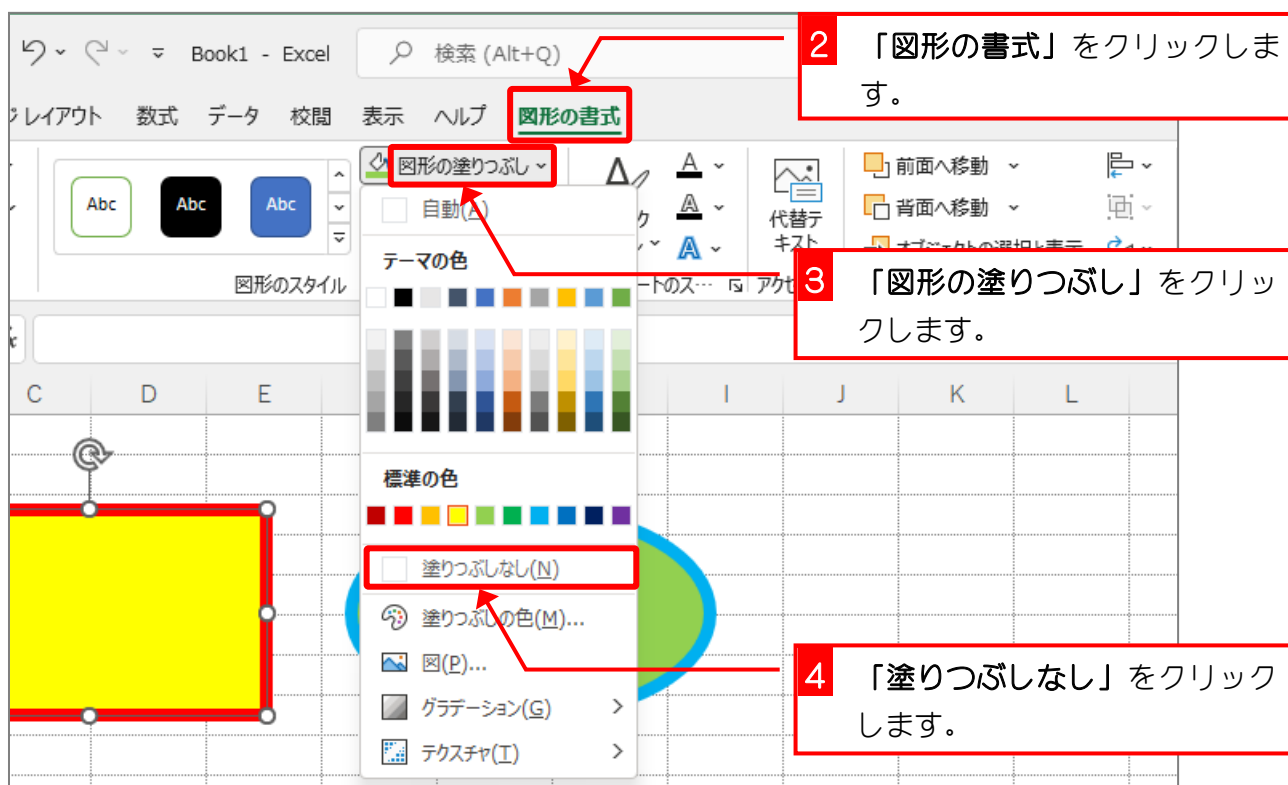 Book1 - Excel
検索 (Alt+Q)
2 「図形の書式」をクリックしま
す。
レイアウト 数式 データ 校閲 表示 ヘルプ 図形の書式
図形の塗りつぶし
Abc Abc Abc
A
A
A
代替テ
キスト
前面へ移動
背面へ移動
図形のスタイル
自動(A)
テーマの色
3 「図形の塗りつぶし」をクリッ
クします。
C D E I J K L
標準の色
塗りつぶしなし(N)
塗りつぶしの色(M)...
図(P)...
グラデーション(G)
テクスチャ(T)
4 「塗りつぶしなし」をクリック
します。